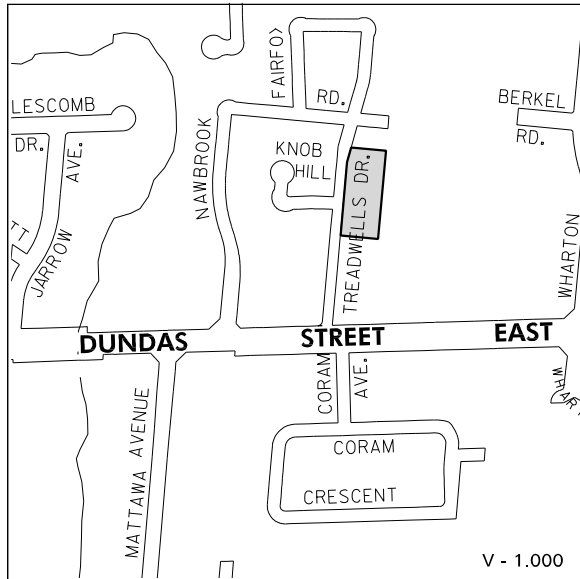 LESCOMB
DR.
AVE.
JARROW
NAWBROOK
FAIRFO
RD.
KNOB
HILL
TREADWELLS DR.
BERKEL
RD.
WHARTON
DUNDAS STREET EAST
MATTAWA AVENUE
CORAM
AVE.
CORAM
CRESCENT
V - 1.000